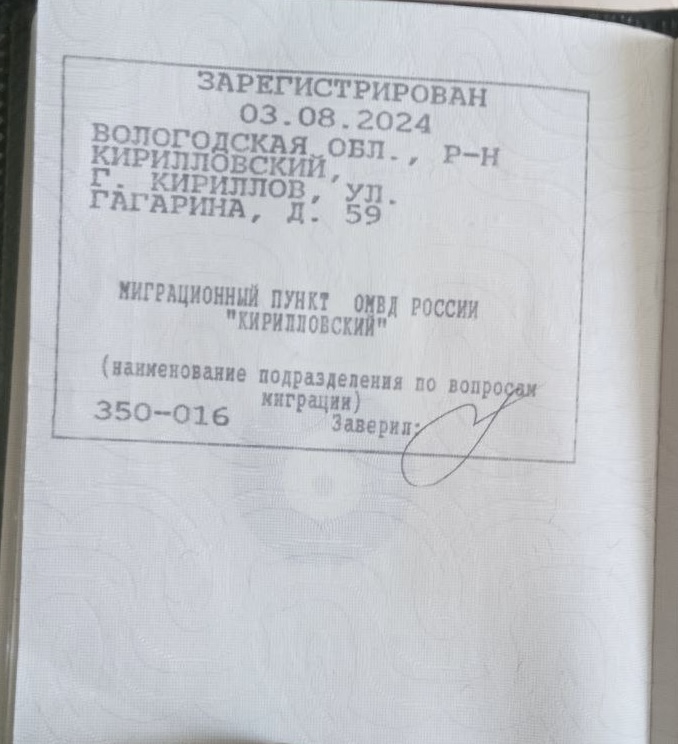 ЗАРЕГИСТРИРОВАН
03.08.2024
ВОЛОГОДСКАЯ ОБЛ., Р-Н
КИРИЛЛОВСКИЙ,
Г. КИРИЛЛОВ, УЛ.
ГАГАРИНА, Д. 59
МИГРАЦИОННЫЙ ПУНКТ ОМВД РОССИИ
"КИРИЛЛОВСКИЙ"
(наименование подразделения по вопросам
миграции)
350-016 Заверил: